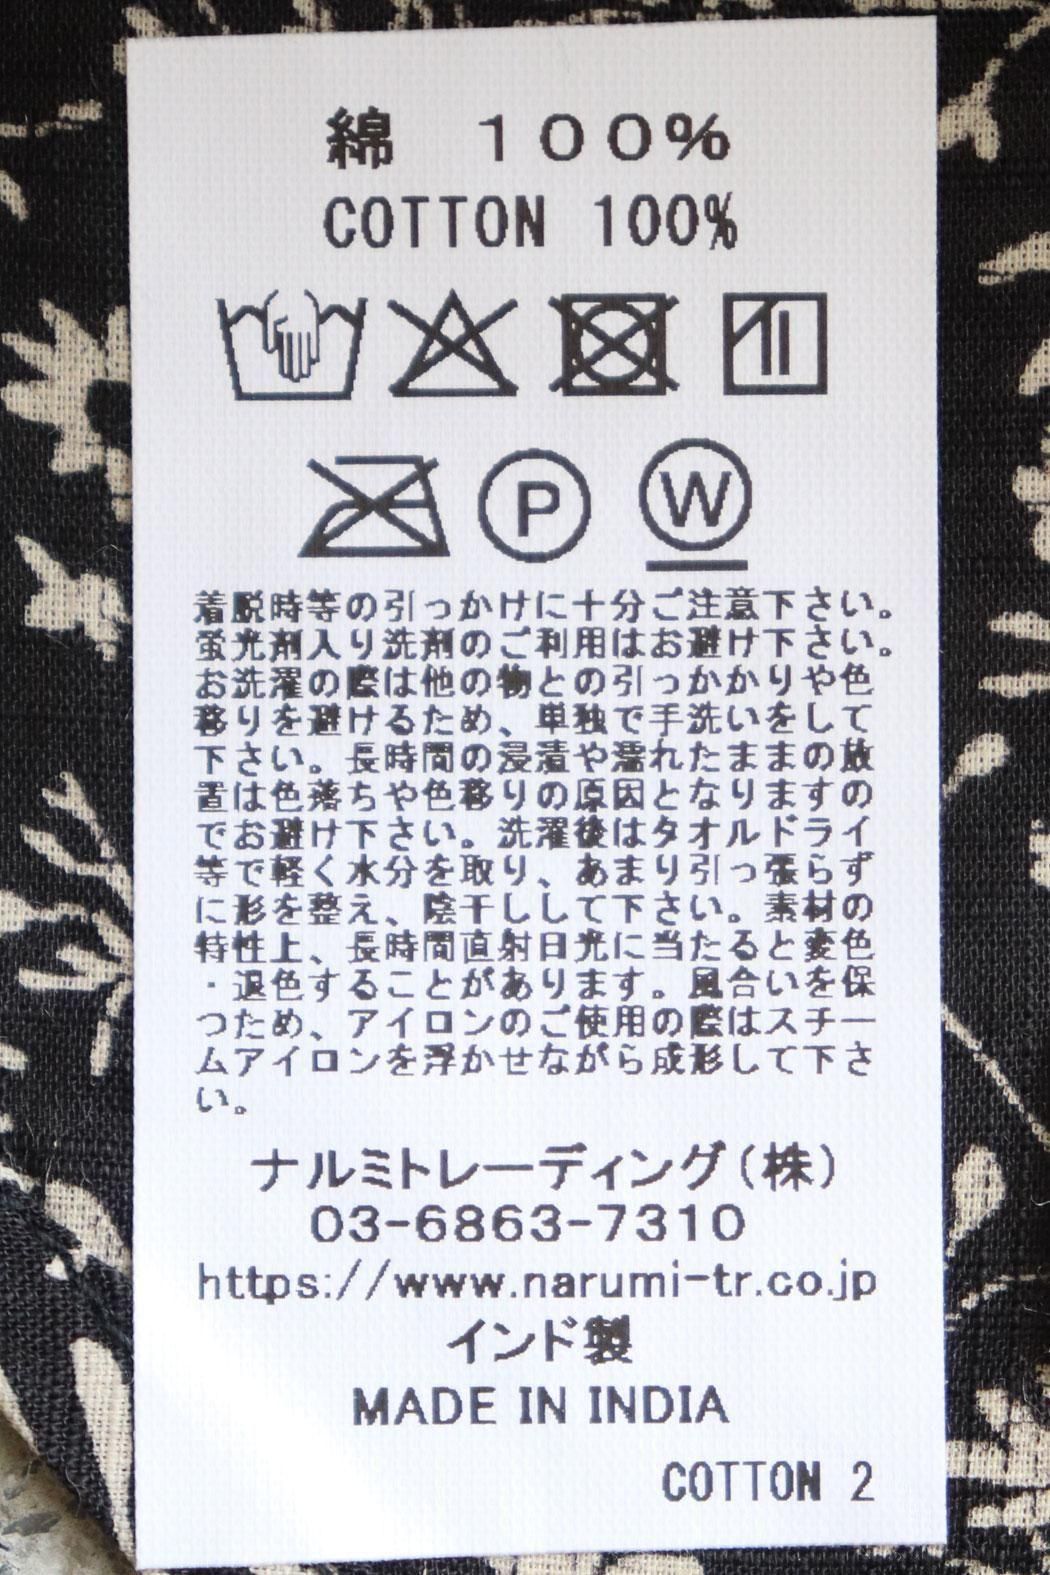 綿　１００％
COTTON 100%
P
W
着脱時等の引っかけに十分ご注意下さい。
蛍光剤入り洗剤のご利用はお避け下さい。
お洗濯の際は他の物との引っかかりや色
移りを避けるため、単独で手洗いをして
下さい。長時間の浸漬や濡れたままの放
置は色落ちや色移りの原因となりますの
でお避け下さい。洗濯後はタオルドライ
等で軽く水分を取り、あまり引っ張らず
に形を整え、陰干しして下さい。素材の
特性上、長時間直射日光に当たると変色
・退色することがあります。風合いを保
つため、アイロンのご使用の際はスチー
ムアイロンを浮かせながら成形して下さ
い。
ナルミトレーディング（株）
03-6863-7310
https://www.narumi-tr.co.jp
インド製
MADE IN INDIA
COTTON 2